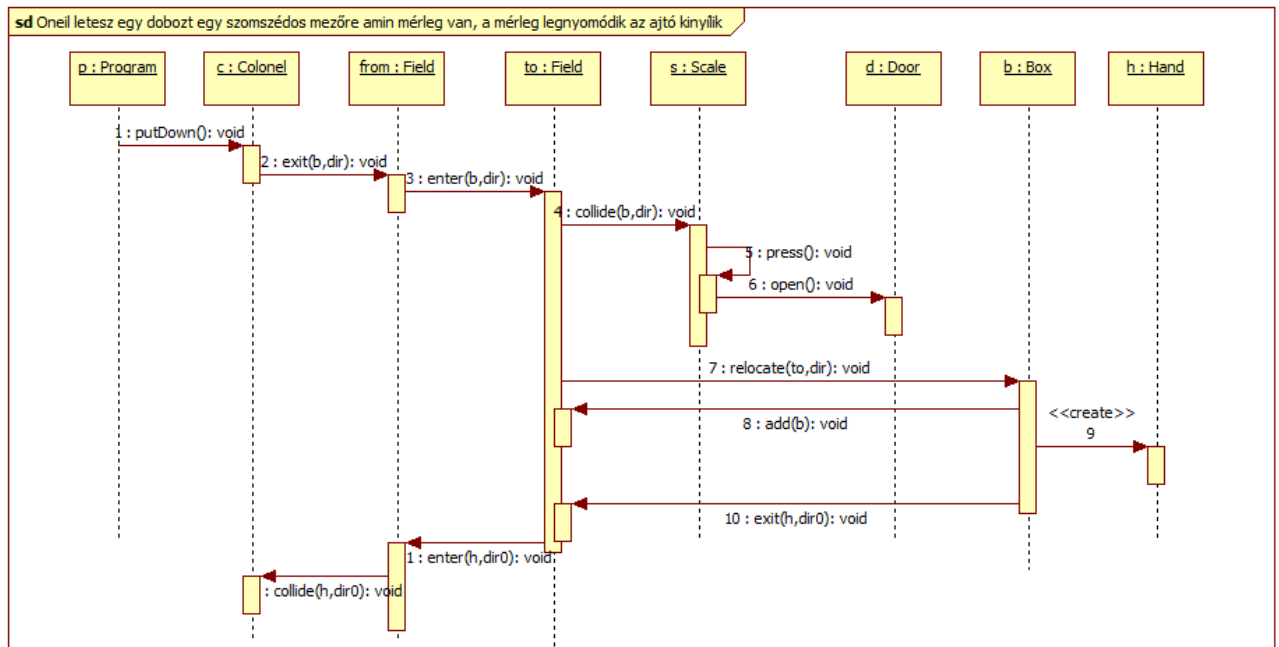 sd Oneil letesz egy dobozt egy szomszédos mezőre amin mérleg van, a mérleg legnyomódik az ajtó kinyílik
p : Program
c : Colonel
from : Field
to : Field
s : Scale
d : Door
b : Box
h : Hand
1 : putDown(): void
2 : exit(b,dir): void
3 : enter(b,dir): void
4 : collide(b,dir): void
5 : press(): void
6 : open(): void
7 : relocate(to,dir): void
8 : add(b): void
<<create>>
9
10 : exit(h,dir0): void
1 : enter(h,dir0): void
: collide(h,dir0): void